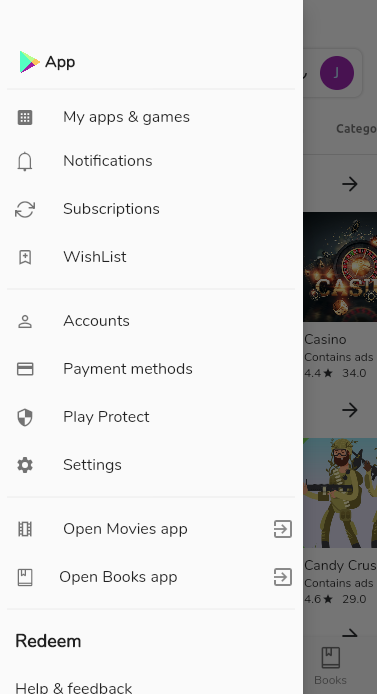 App
My apps & games
Notifications
Subscriptions
WishList
Accounts
Payment methods
Play Protect
Settings
Open Movies app
Open Books app
Redeem
Help & feedback
J
Catego
CASI
Casino
Contains ads
4.4★ 34.0
Candy Crus
Contains ads
4.6★ 29.0
Books